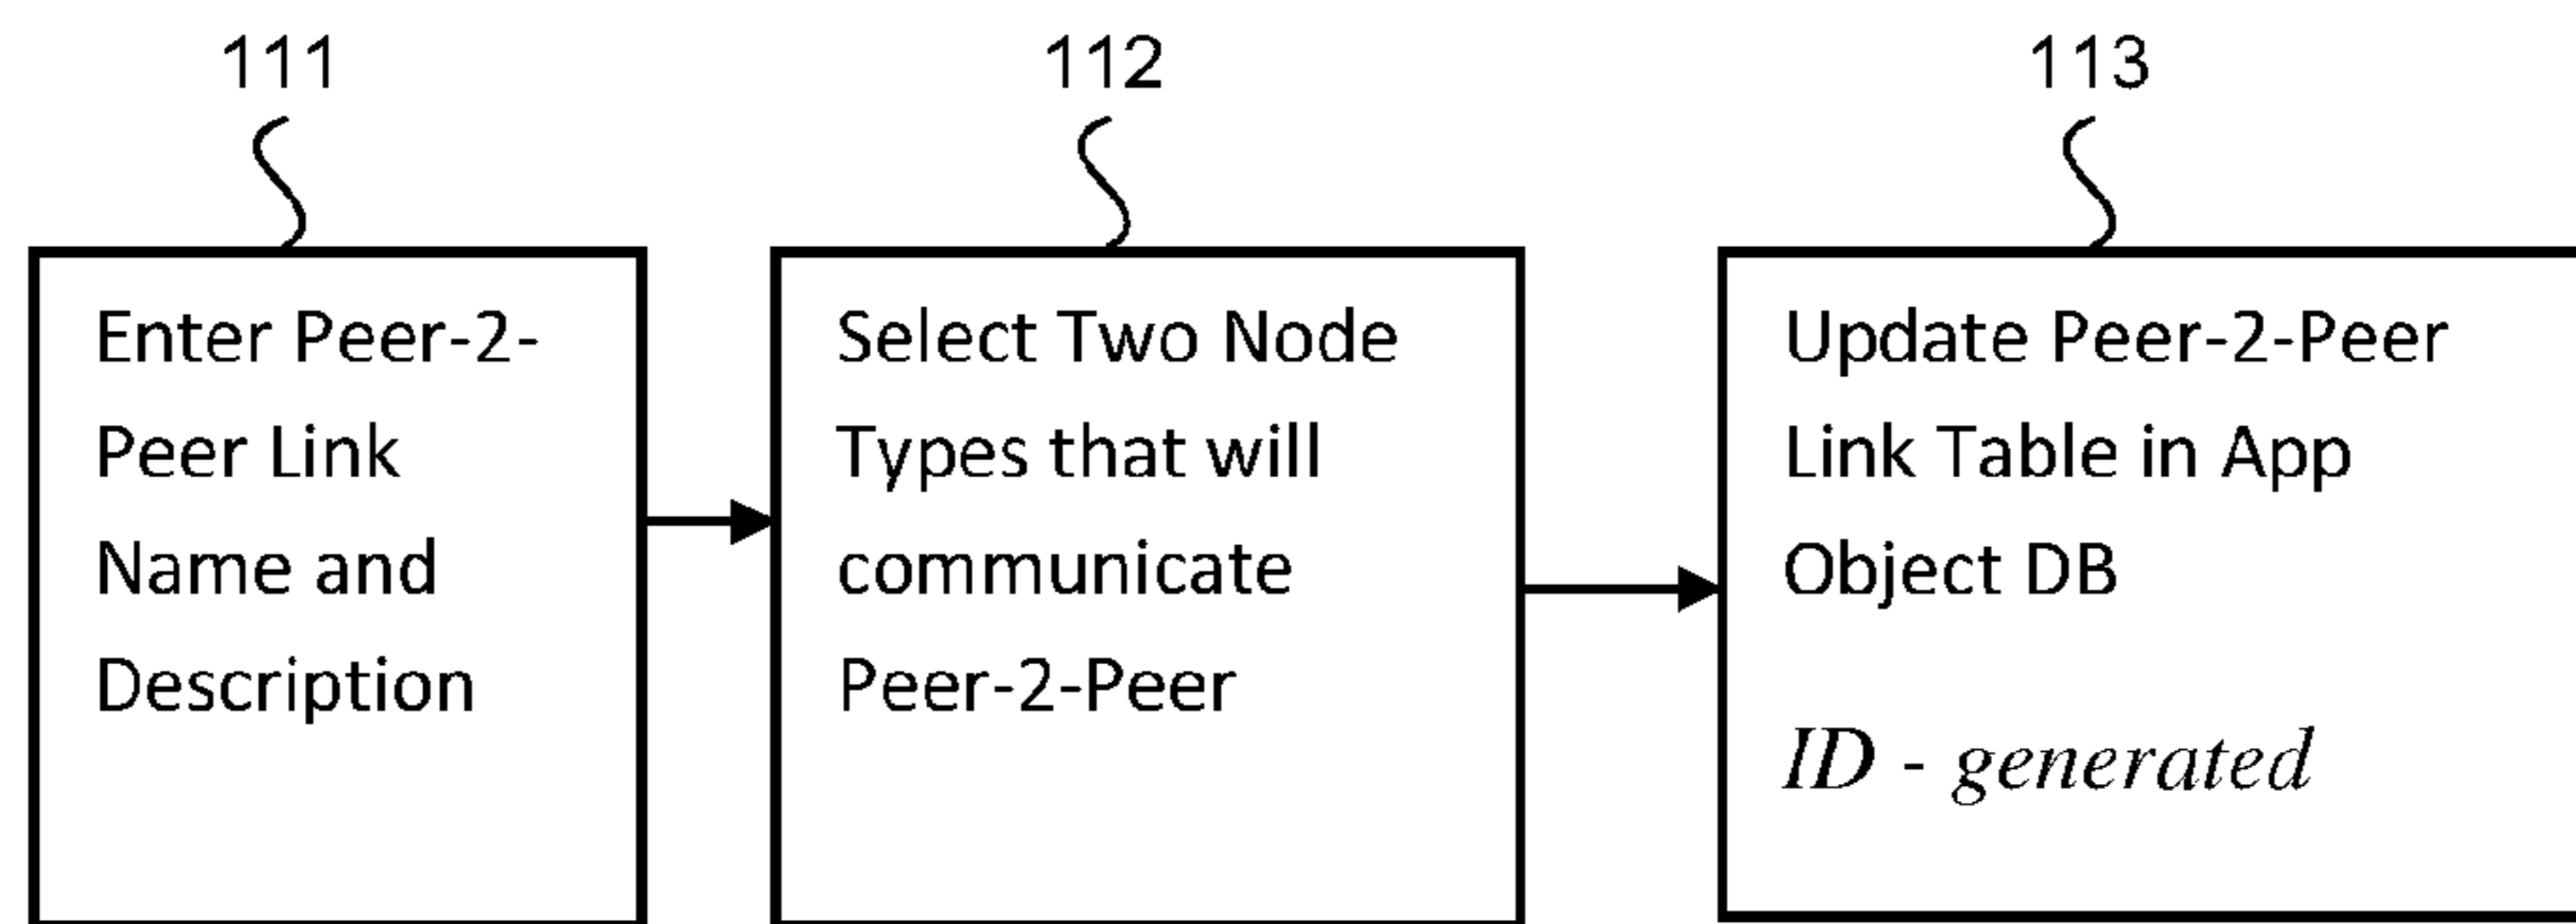 111
112
113
Enter Peer-2-
Peer Link
Name and
Description
Select Two Node
Types that will
communicate
Peer-2-Peer
Update Peer-2-Peer
Link Table in App
Object DB
ID - generated